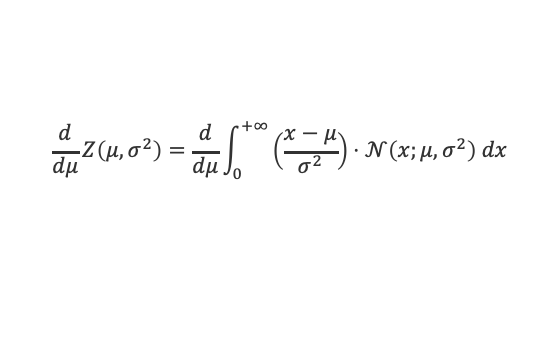 d/dμ Z(μ, σ²) = d/dμ ∫₀⁺∞ ((x − μ)/σ²) · 𝒩(x; μ, σ²) dx